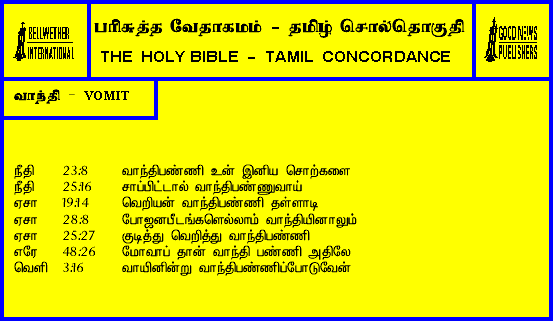 BELLWETHER
INTERNATIONAL
பரிசுத்த வேதாகமம் - தமிழ் சொல்தொகுதி
THE HOLY BIBLE - TAMIL CONCORDANCE
GOOD NEWS
PUBLISHERS
வாந்தி - VOMIT
நீதி 23:8 வாந்திபண்ணி உன் இனிய சொற்களை
நீதி 25:16 சாப்பிட்டால் வாந்திபண்ணுவாய்
ஏசா 19:14 வெறியன் வாந்திபண்ணி தள்ளாடி
ஏசா 28:8 போஜனபீடங்களெல்லாம் வாந்தியினாலும்
ஏசா 25:27 குடித்து வெறித்து வாந்திபண்ணி
எரே 48:26 மோவாப் தான் வாந்தி பண்ணி அதிலே
வெளி 3:16 வாயினின்று வாந்திபண்ணிப்போடுவேன்